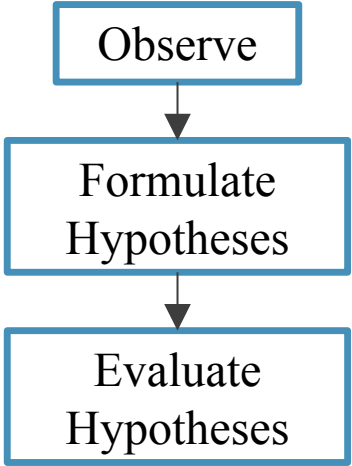 Observe
Formulate
Hypotheses
Evaluate
Hypotheses